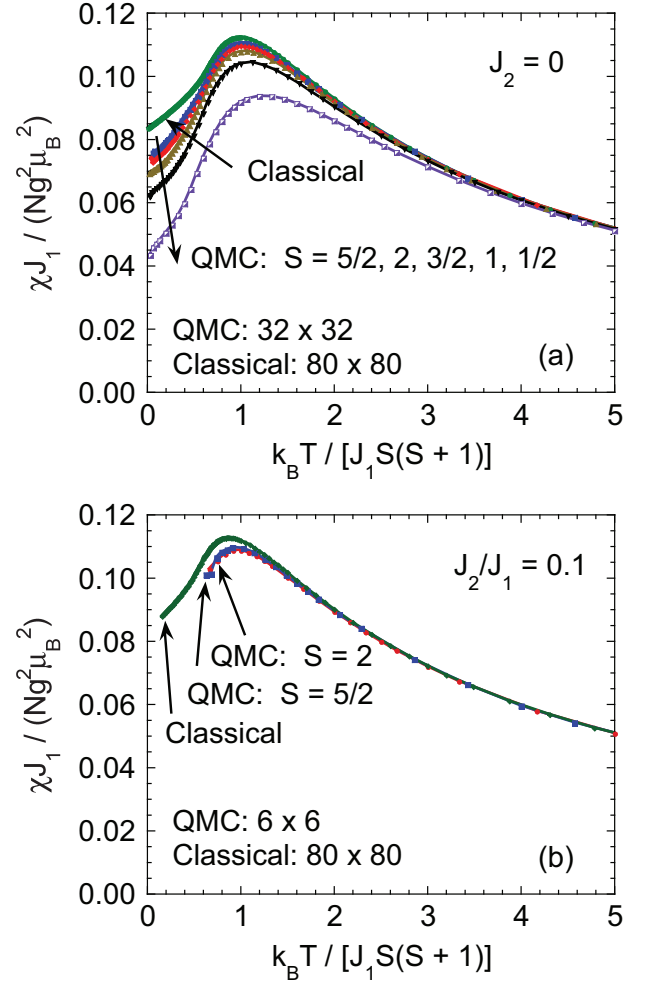 0.12
0.10
0.08
0.06
0.04
0.02
0.00
χJ₁ / (Ng²μ_B²)
J₂ = 0
Classical
QMC: S = 5/2, 2, 3/2, 1, 1/2
QMC: 32 x 32
Classical: 80 x 80
(a)
0 1 2 3 4 5
k_BT / [J₁S(S + 1)]
0.12
0.10
0.08
0.06
0.04
0.02
0.00
χJ₁ / (Ng²μ_B²)
J₂/J₁ = 0.1
QMC: S = 2
QMC: S = 5/2
Classical
QMC: 6 x 6
Classical: 80 x 80
(b)
0 1 2 3 4 5
k_BT / [J₁S(S + 1)]